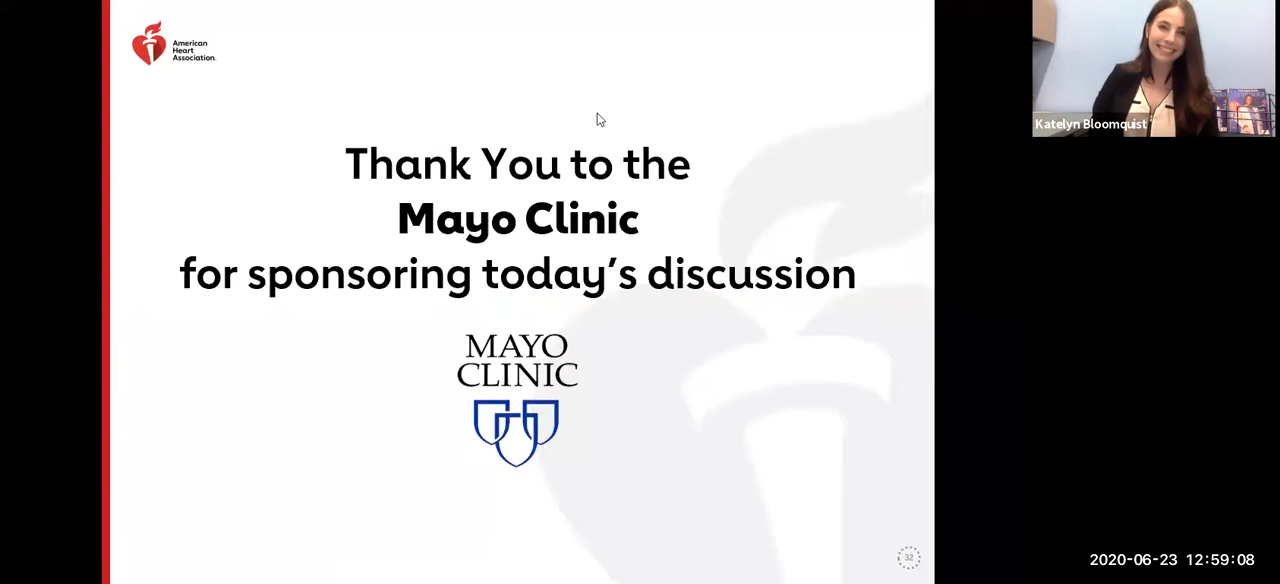 American
Heart
Association.
Thank You to the
Mayo Clinic
for sponsoring today's discussion
MAYO
CLINIC
32
Katelyn Bloomquist
2020-06-23 12:59:08